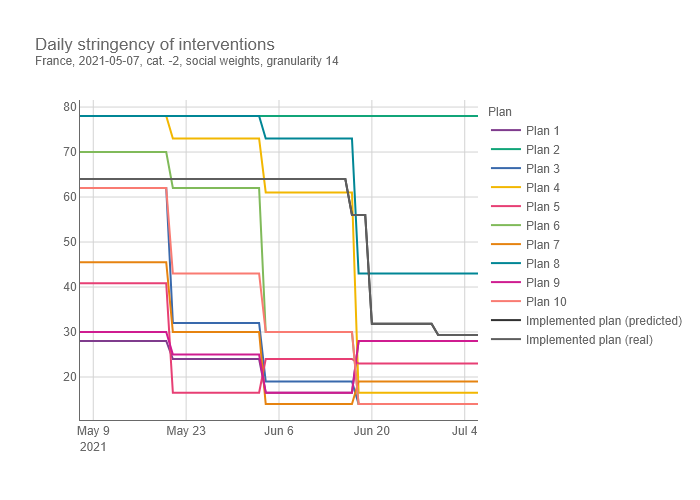 Daily stringency of interventions
France, 2021-05-07, cat. -2, social weights, granularity 14
Plan
80
70
60
50
40
30
20
May 9
2021
May 23
Jun 6
Jun 20
Jul 4
Plan 1
Plan 2
Plan 3
Plan 4
Plan 5
Plan 6
Plan 7
Plan 8
Plan 9
Plan 10
Implemented plan (predicted)
Implemented plan (real)